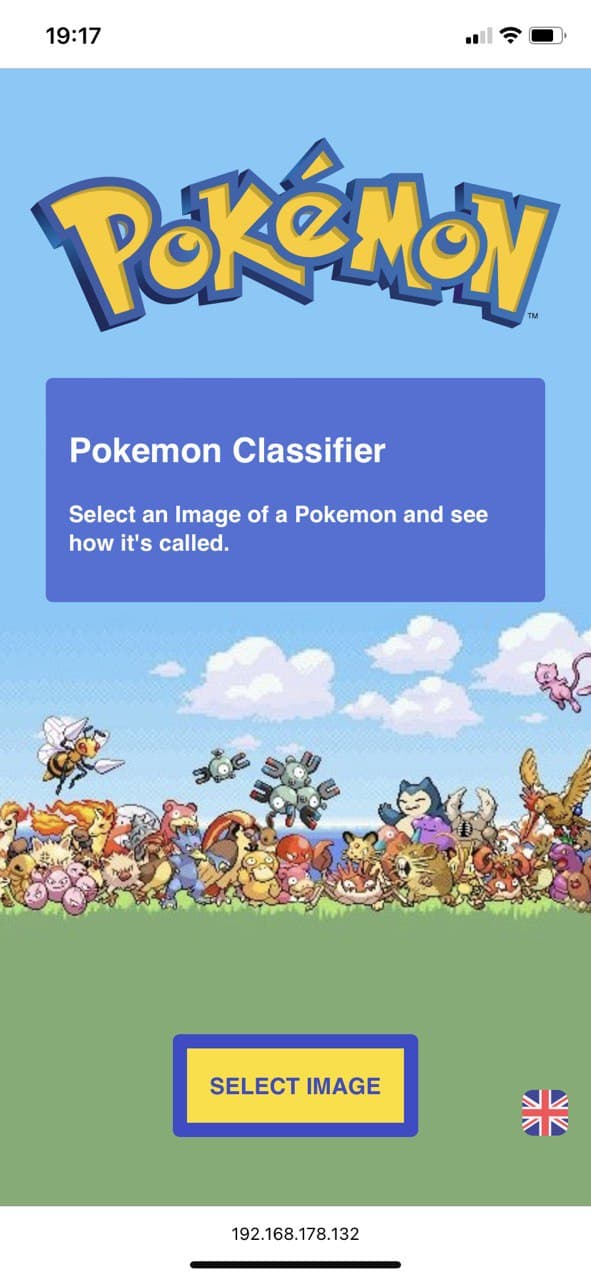 19:17
POKéMON
TM
Pokemon Classifier
Select an Image of a Pokemon and see
how it's called.
SELECT IMAGE
192.168.178.132